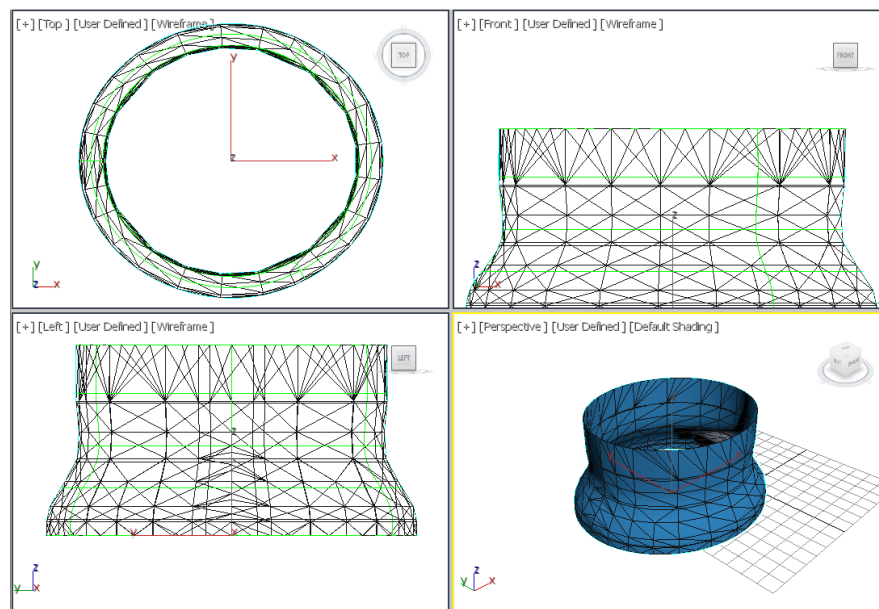 [+] [Top ] [User Defined ] [Wireframe ]
TOP
y
z
x
y
z
x
[+] [Front ] [User Defined ] [Wireframe ]
FRONT
z
z
x
[+] [Left ] [User Defined ] [Wireframe ]
LEFT
z
y
x
z
y
x
[+] [Perspective ] [User Defined ] [Default Shading ]
z
y
x